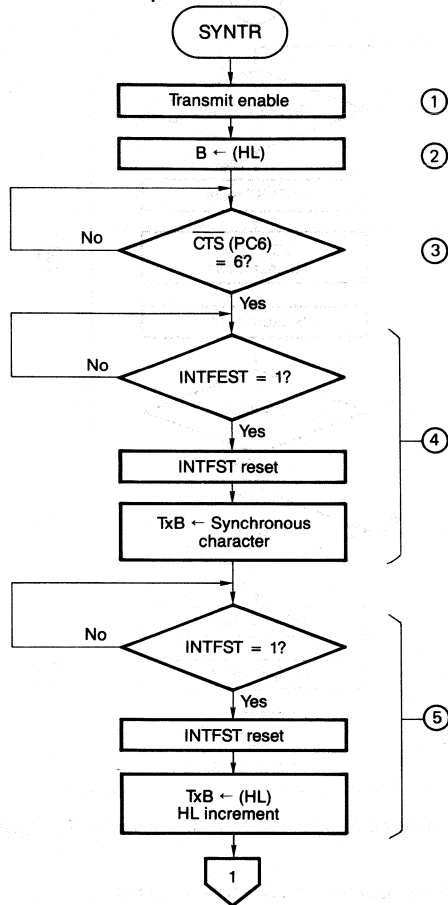 SYNTR
Transmit enable
①
B ← (HL)
②
No
CTS (PC6)
= 6?
③
Yes
No
INTFEST = 1?
④
Yes
INTFST reset
TxB ← Synchronous
character
No
INTFST = 1?
Yes
⑤
INTFST reset
TxB ← (HL)
HL increment
1